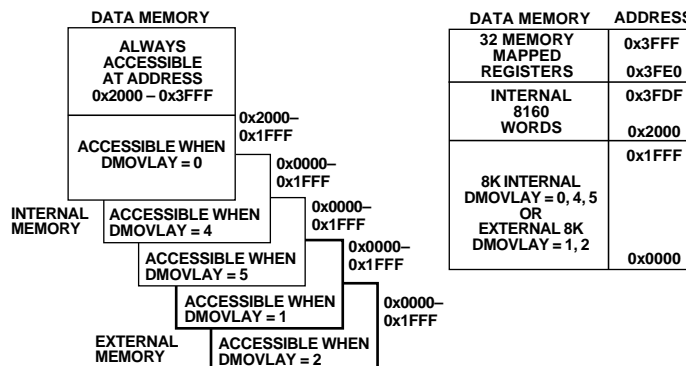 DATA MEMORY
ALWAYS
ACCESSIBLE
AT ADDRESS
0x2000 – 0x3FFF
0x2000–
0x1FFF
ACCESSIBLE WHEN
DMOVLAY = 0
0x0000–
0x1FFF
INTERNAL
MEMORY
ACCESSIBLE WHEN
DMOVLAY = 4
0x0000–
0x1FFF
ACCESSIBLE WHEN
DMOVLAY = 5
0x0000–
0x1FFF
ACCESSIBLE WHEN
DMOVLAY = 1
0x0000–
0x1FFF
EXTERNAL
MEMORY
ACCESSIBLE WHEN
DMOVLAY = 2
DATA MEMORY
ADDRESS
32 MEMORY
MAPPED
REGISTERS
0x3FFF
0x3FE0
INTERNAL
8160
WORDS
0x3FDF
0x2000
8K INTERNAL
DMOVLAY = 0, 4, 5
OR
EXTERNAL 8K
DMOVLAY = 1, 2
0x1FFF
0x0000